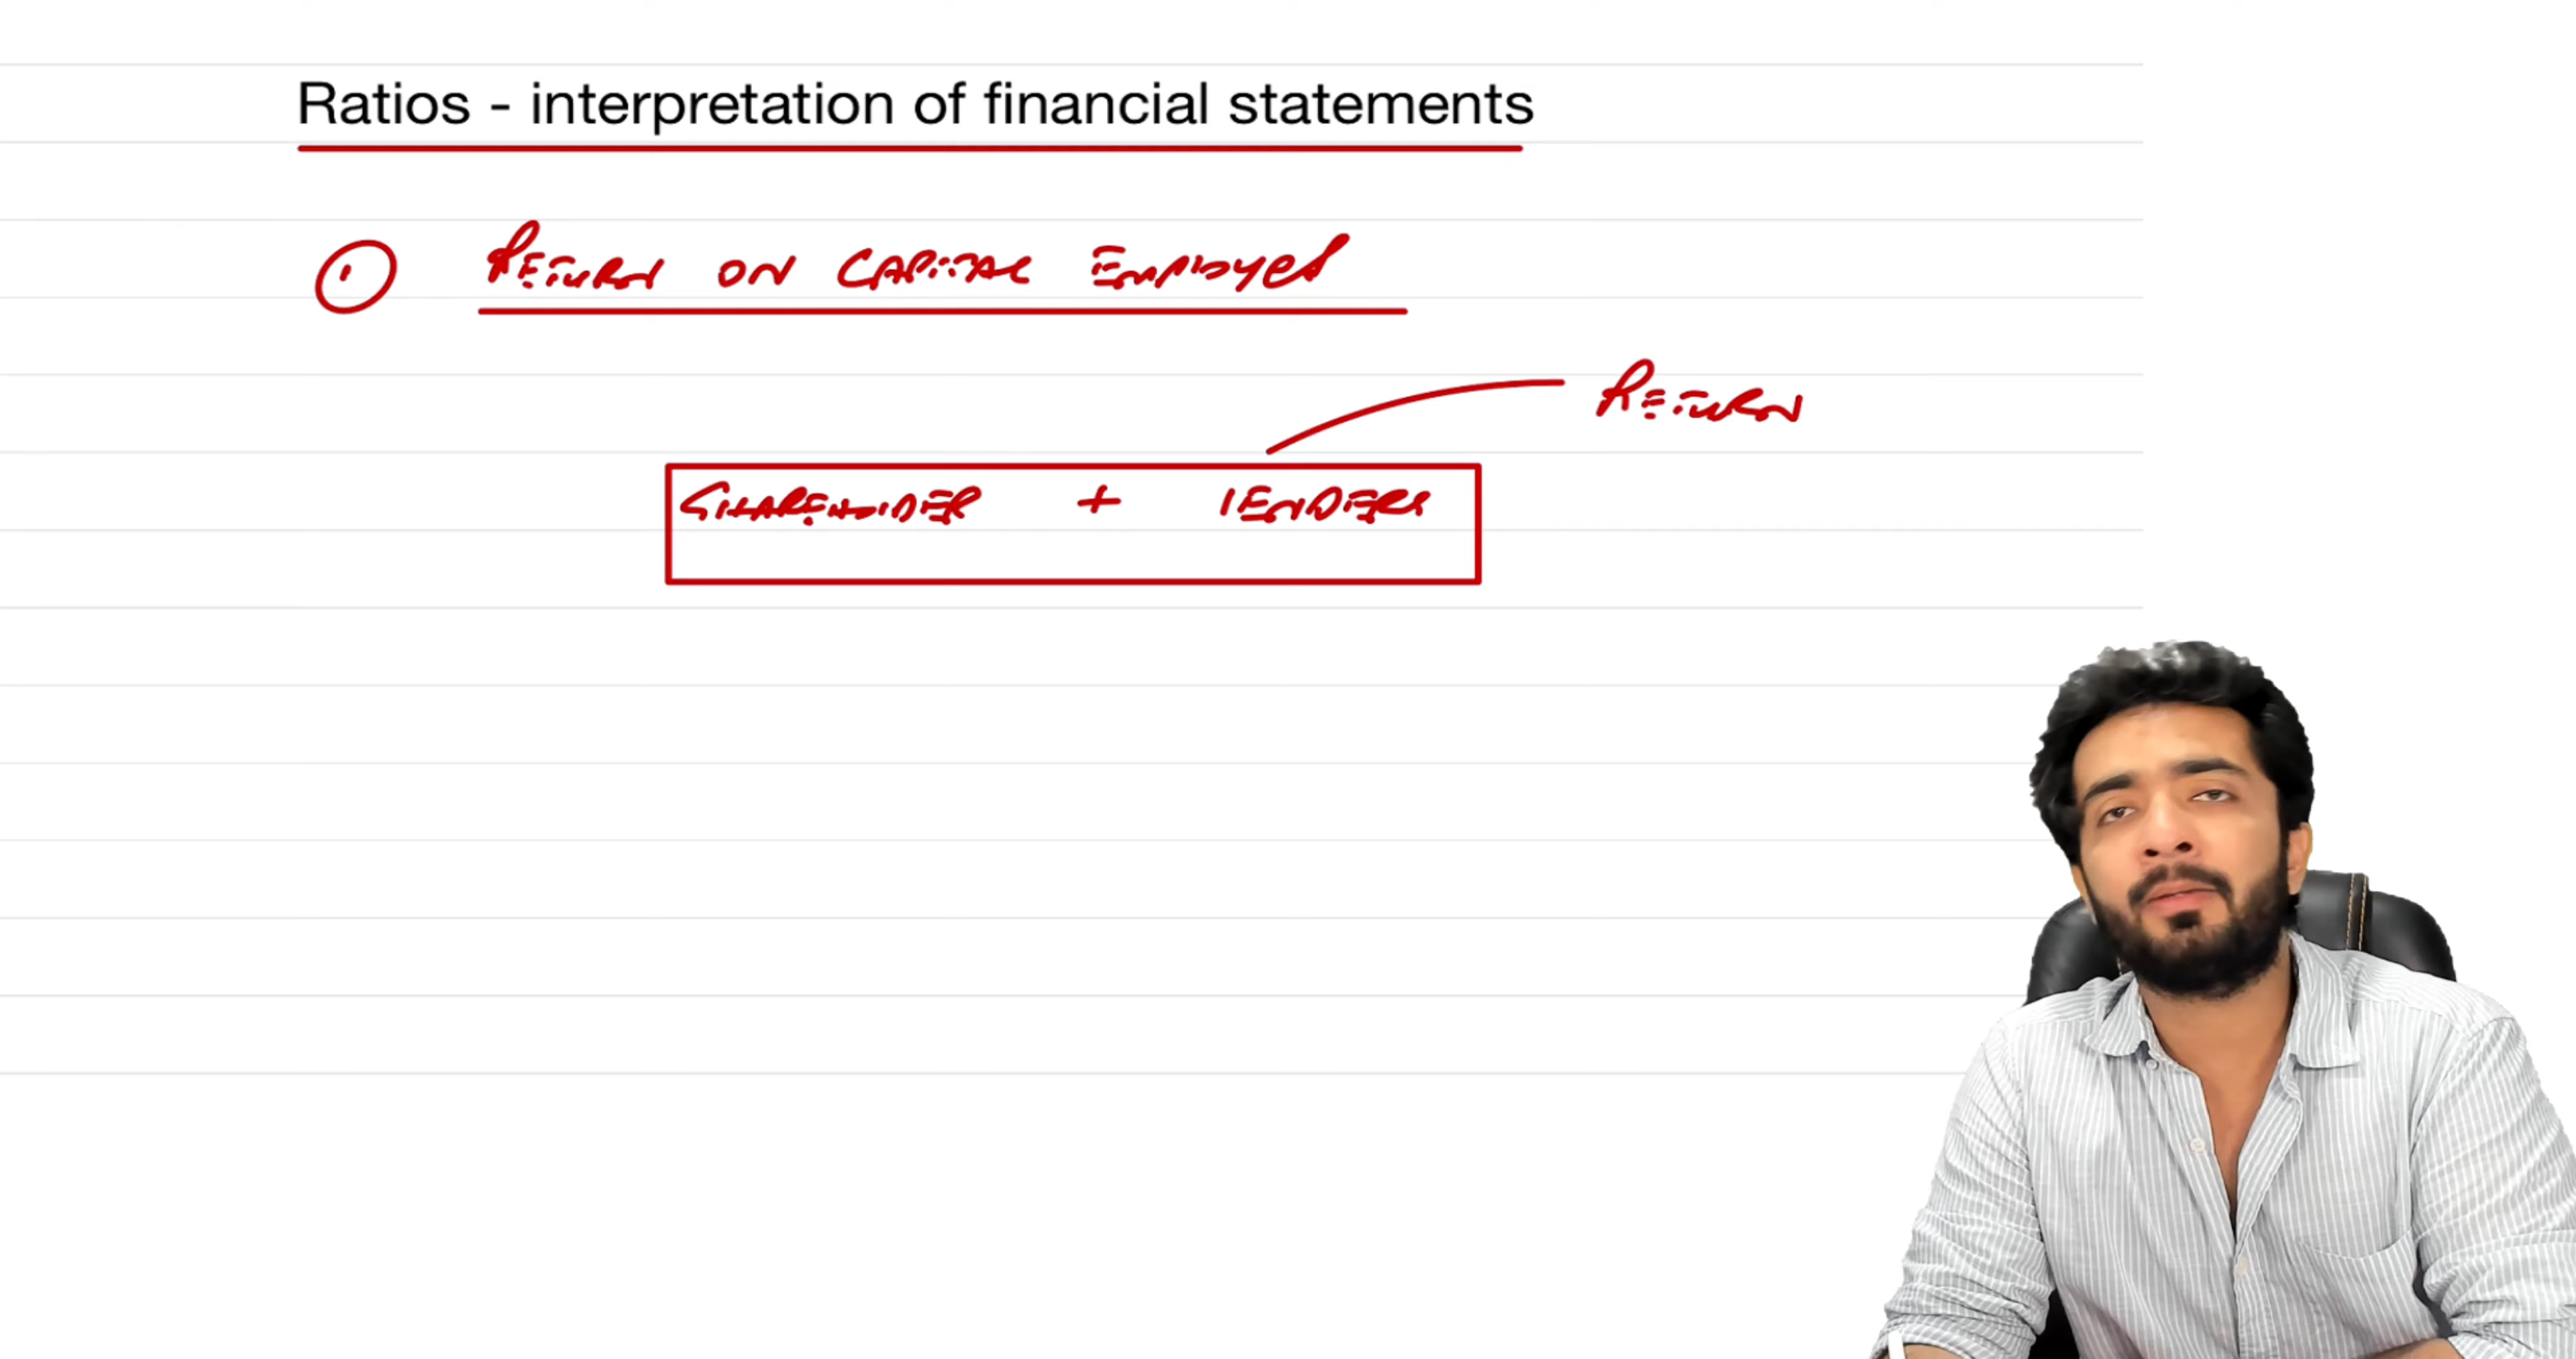 Ratios - interpretation of financial statements
1 RETURN ON CAPITAL EMPloyed
RETURN
SHAREHOLDER + LENDERS